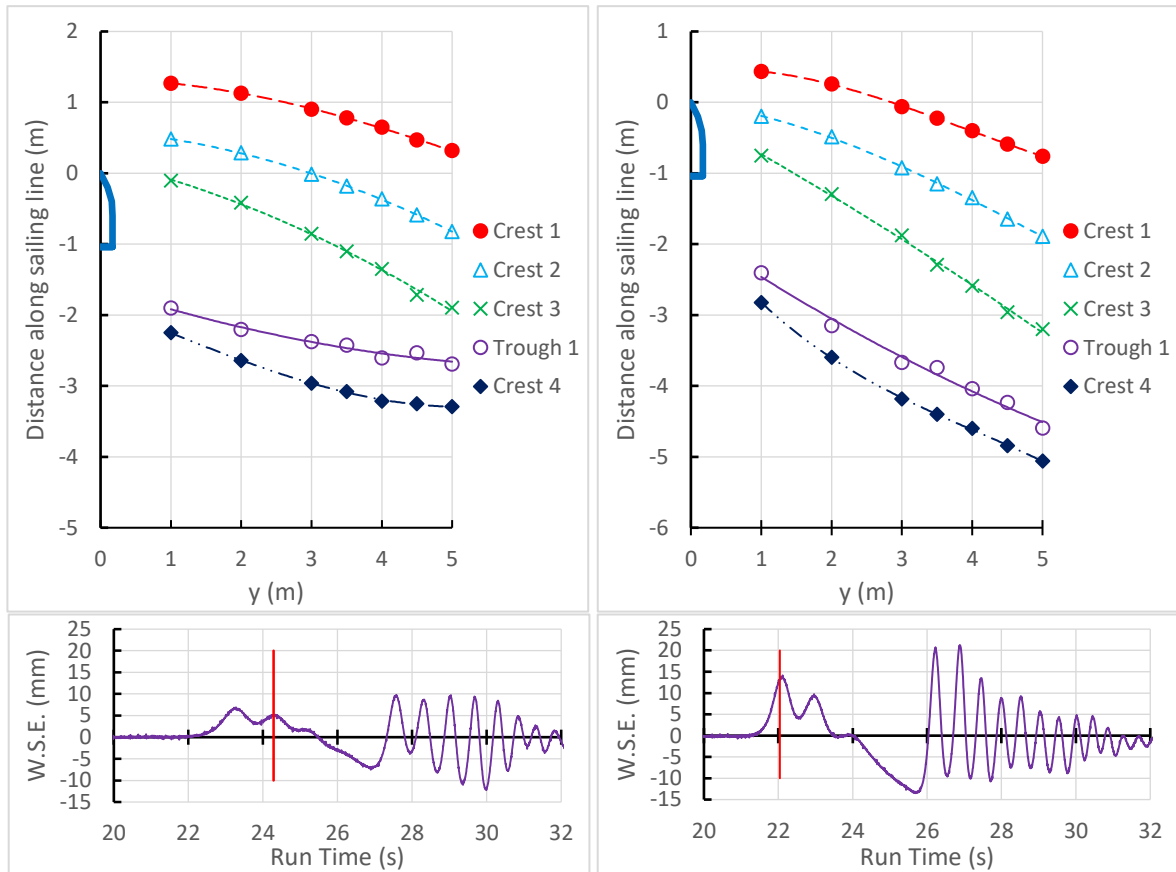 2
1
0
-1
-2
-3
-4
-5
Distance along sailing line (m)
0 1 2 3 4 5
y (m)
Crest 1
Crest 2
Crest 3
Trough 1
Crest 4
1
0
-1
-2
-3
-4
-5
-6
Distance along sailing line (m)
0 1 2 3 4 5
y (m)
Crest 1
Crest 2
Crest 3
Trough 1
Crest 4
25
20
15
10
5
0
-5
-10
-15
W.S.E. (mm)
20 22 24 26 28 30 32
Run Time (s)
25
20
15
10
5
0
-5
-10
-15
W.S.E. (mm)
20 22 24 26 28 30 32
Run Time (s)